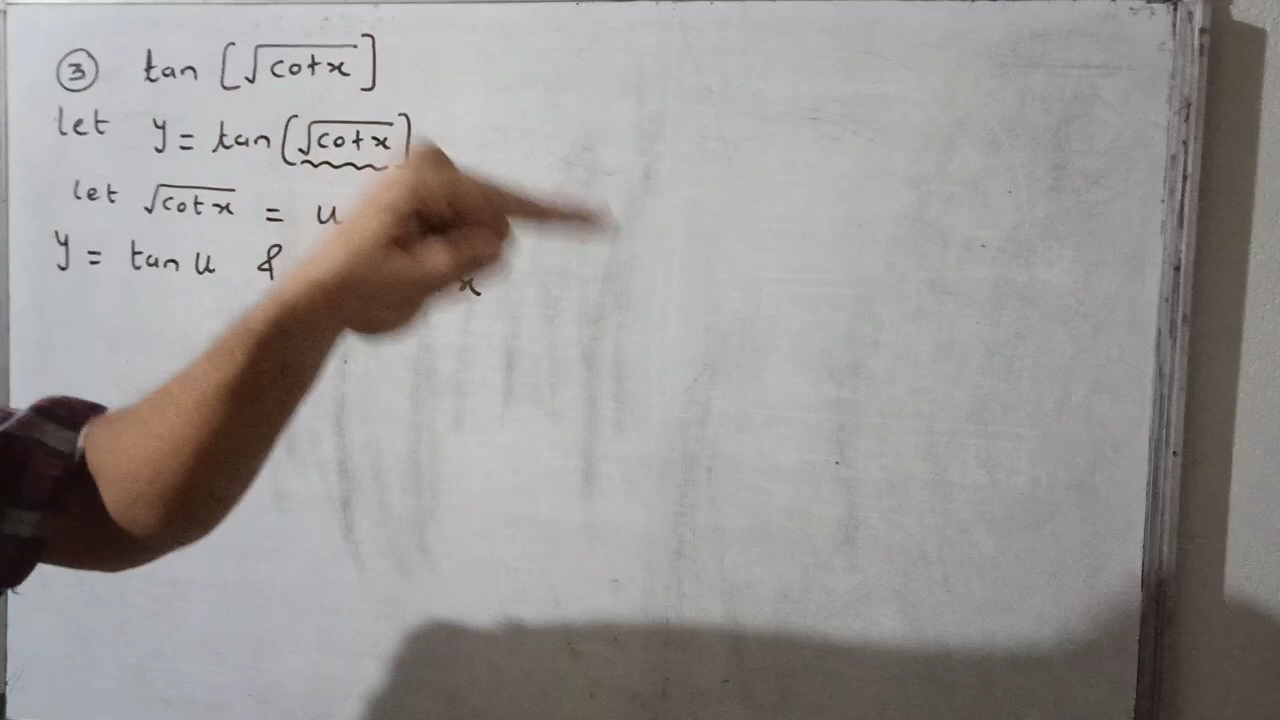 ③ tan [√cotx]
let y = tan(√cotx)
let √cotx = u
y = tan u & x